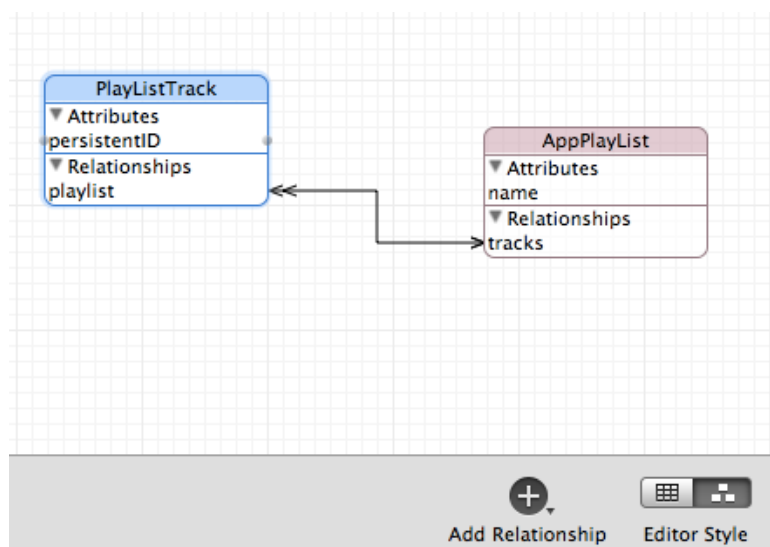 PlayListTrack
Attributes
persistentID
Relationships
playlist
AppPlayList
Attributes
name
Relationships
tracks
Add Relationship
Editor Style